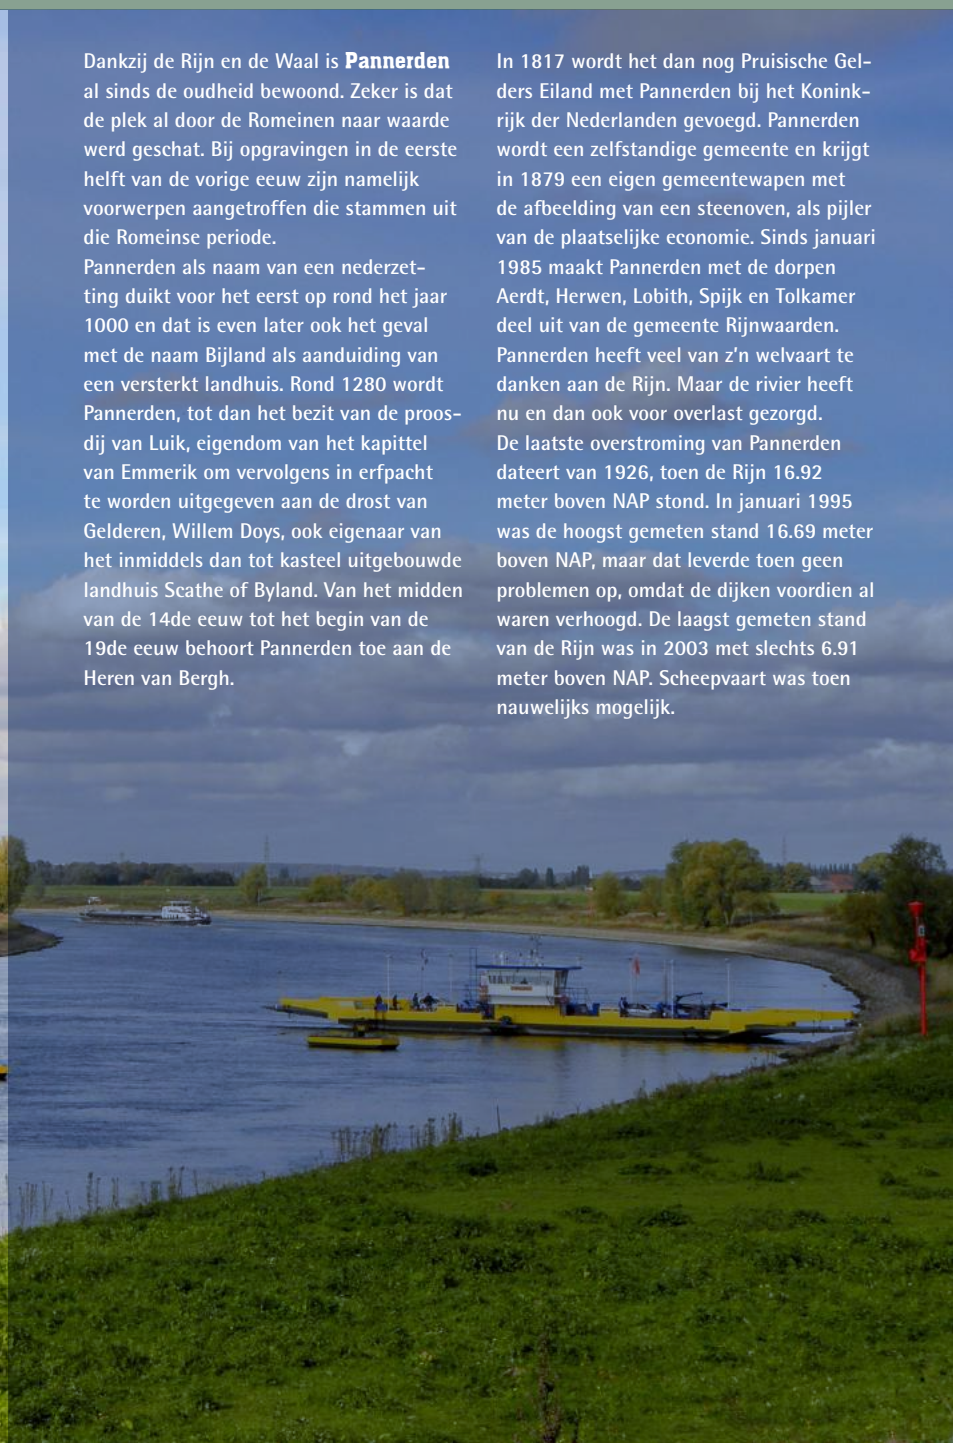 Dankzij de Rijn en de Waal is Pannerden
al sinds de oudheid bewoond. Zeker is dat
de plek al door de Romeinen naar waarde
werd geschat. Bij opgravingen in de eerste
helft van de vorige eeuw zijn namelijk
voorwerpen aangetroffen die stammen uit
die Romeinse periode.
Pannerden als naam van een nederzet-
ting duikt voor het eerst op rond het jaar
1000 en dat is even later ook het geval
met de naam Bijland als aanduiding van
een versterkt landhuis. Rond 1280 wordt
Pannerden, tot dan het bezit van de proos-
dij van Luik, eigendom van het kapittel
van Emmerik om vervolgens in erfpacht
te worden uitgegeven aan de drost van
Gelderen, Willem Doys, ook eigenaar van
het inmiddels dan tot kasteel uitgebouwde
landhuis Scathe of Byland. Van het midden
van de 14de eeuw tot het begin van de
19de eeuw behoort Pannerden toe aan de
Heren van Bergh.
In 1817 wordt het dan nog Pruisische Gel-
ders Eiland met Pannerden bij het Konink-
rijk der Nederlanden gevoegd. Pannerden
wordt een zelfstandige gemeente en krijgt
in 1879 een eigen gemeentewapen met
de afbeelding van een steenoven, als pijler
van de plaatselijke economie. Sinds januari
1985 maakt Pannerden met de dorpen
Aerdt, Herwen, Lobith, Spijk en Tolkamer
deel uit van de gemeente Rijnwaarden.
Pannerden heeft veel van z'n welvaart te
danken aan de Rijn. Maar de rivier heeft
nu en dan ook voor overlast gezorgd.
De laatste overstroming van Pannerden
dateert van 1926, toen de Rijn 16.92
meter boven NAP stond. In januari 1995
was de hoogst gemeten stand 16.69 meter
boven NAP, maar dat leverde toen geen
problemen op, omdat de dijken voordien al
waren verhoogd. De laagst gemeten stand
van de Rijn was in 2003 met slechts 6.91
meter boven NAP. Scheepvaart was toen
nauwelijks mogelijk.